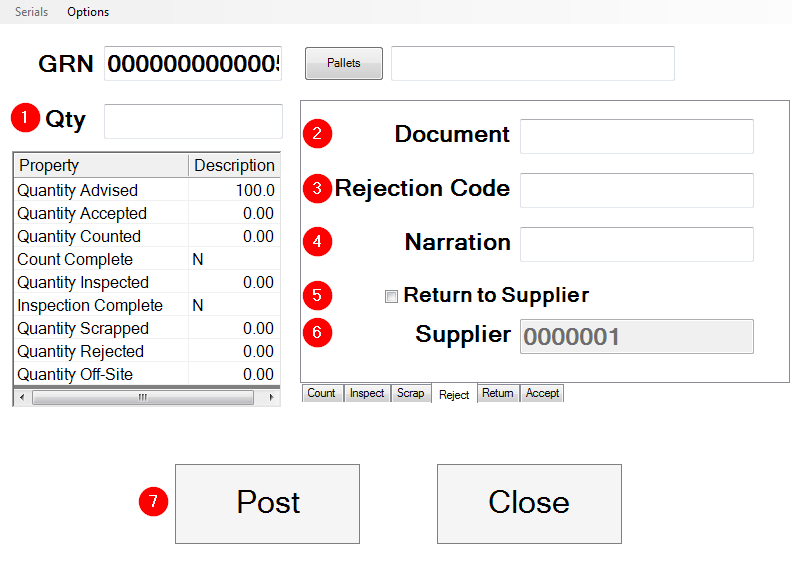 Serials Options
GRN 000000000005 Pallets
1 Qty
Property Description
Quantity Advised 100.0
Quantity Accepted 0.00
Quantity Counted 0.00
Count Complete N
Quantity Inspected 0.00
Inspection Complete N
Quantity Scrapped 0.00
Quantity Rejected 0.00
Quantity Off-Site 0.00
2 Document
3 Rejection Code
4 Narration
5 Return to Supplier
6 Supplier 0000001
Count Inspect Scrap Reject Return Accept
7 Post Close